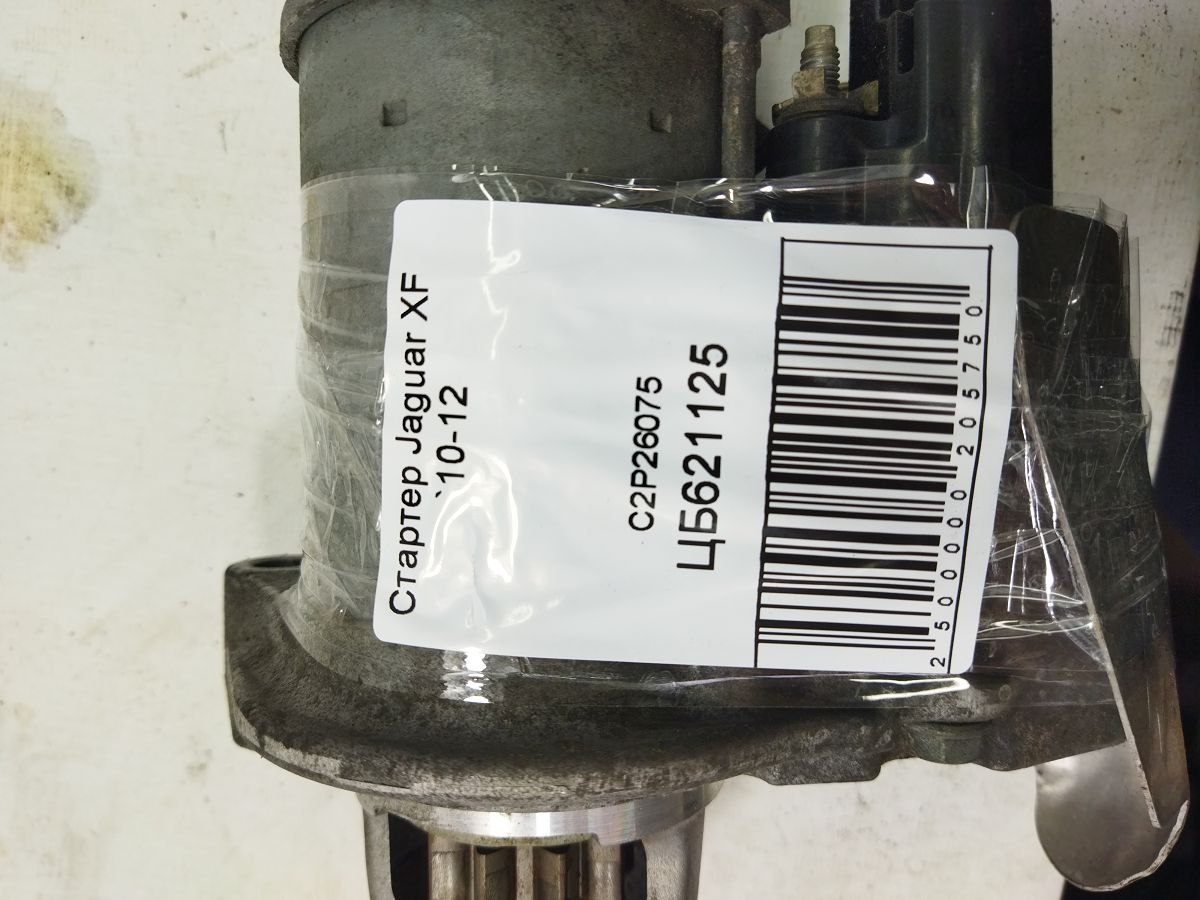 Стартер Jaguar XF
`10-12
C2P26075
ЦБ621125
2500000205750